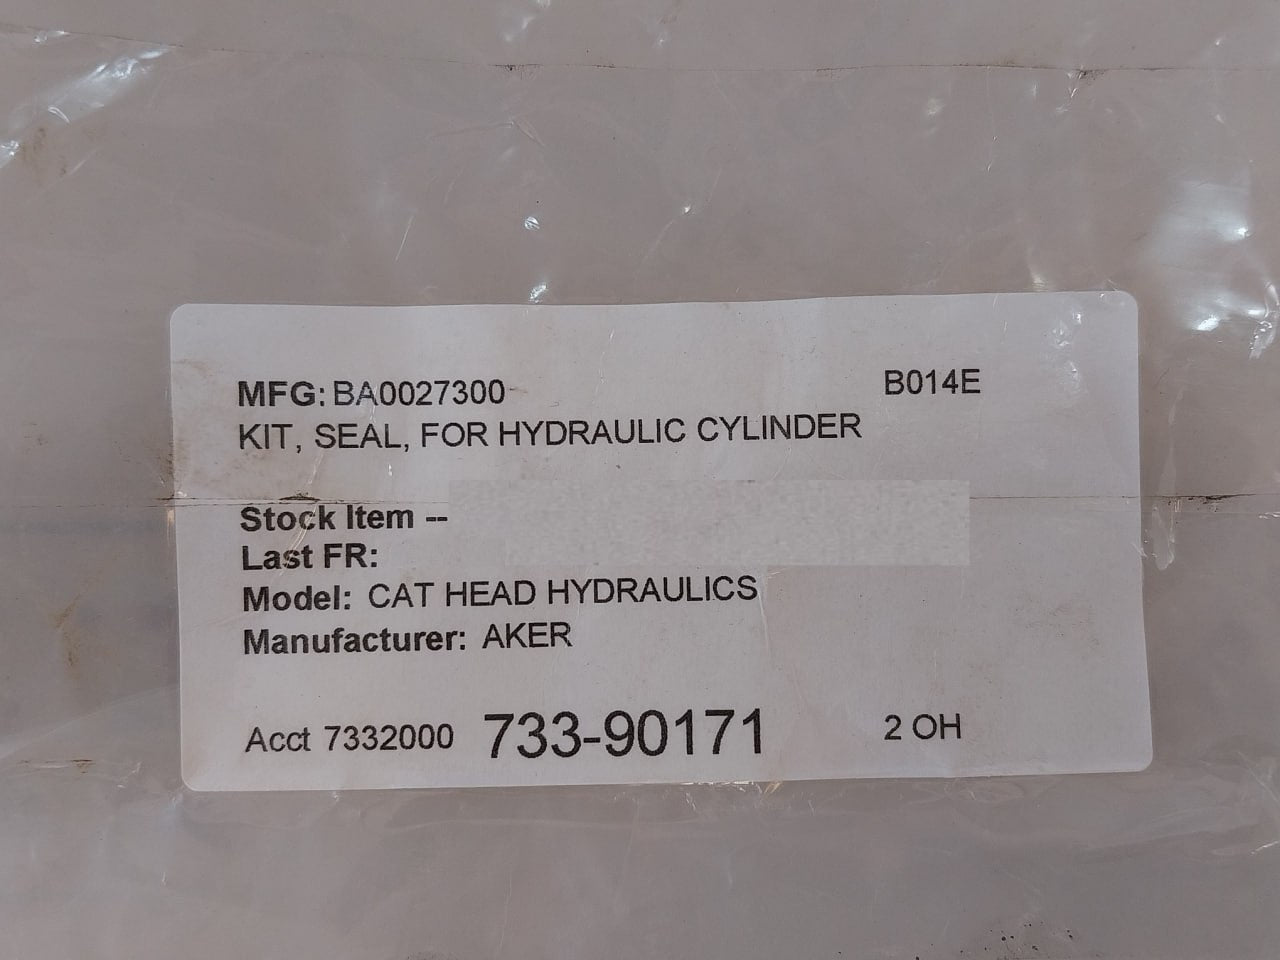 MFG: BA0027300 B014E
KIT, SEAL, FOR HYDRAULIC CYLINDER
Stock Item --
Last FR:
Model: CAT HEAD HYDRAULICS
Manufacturer: AKER
Acct 7332000 733-90171 2 OH